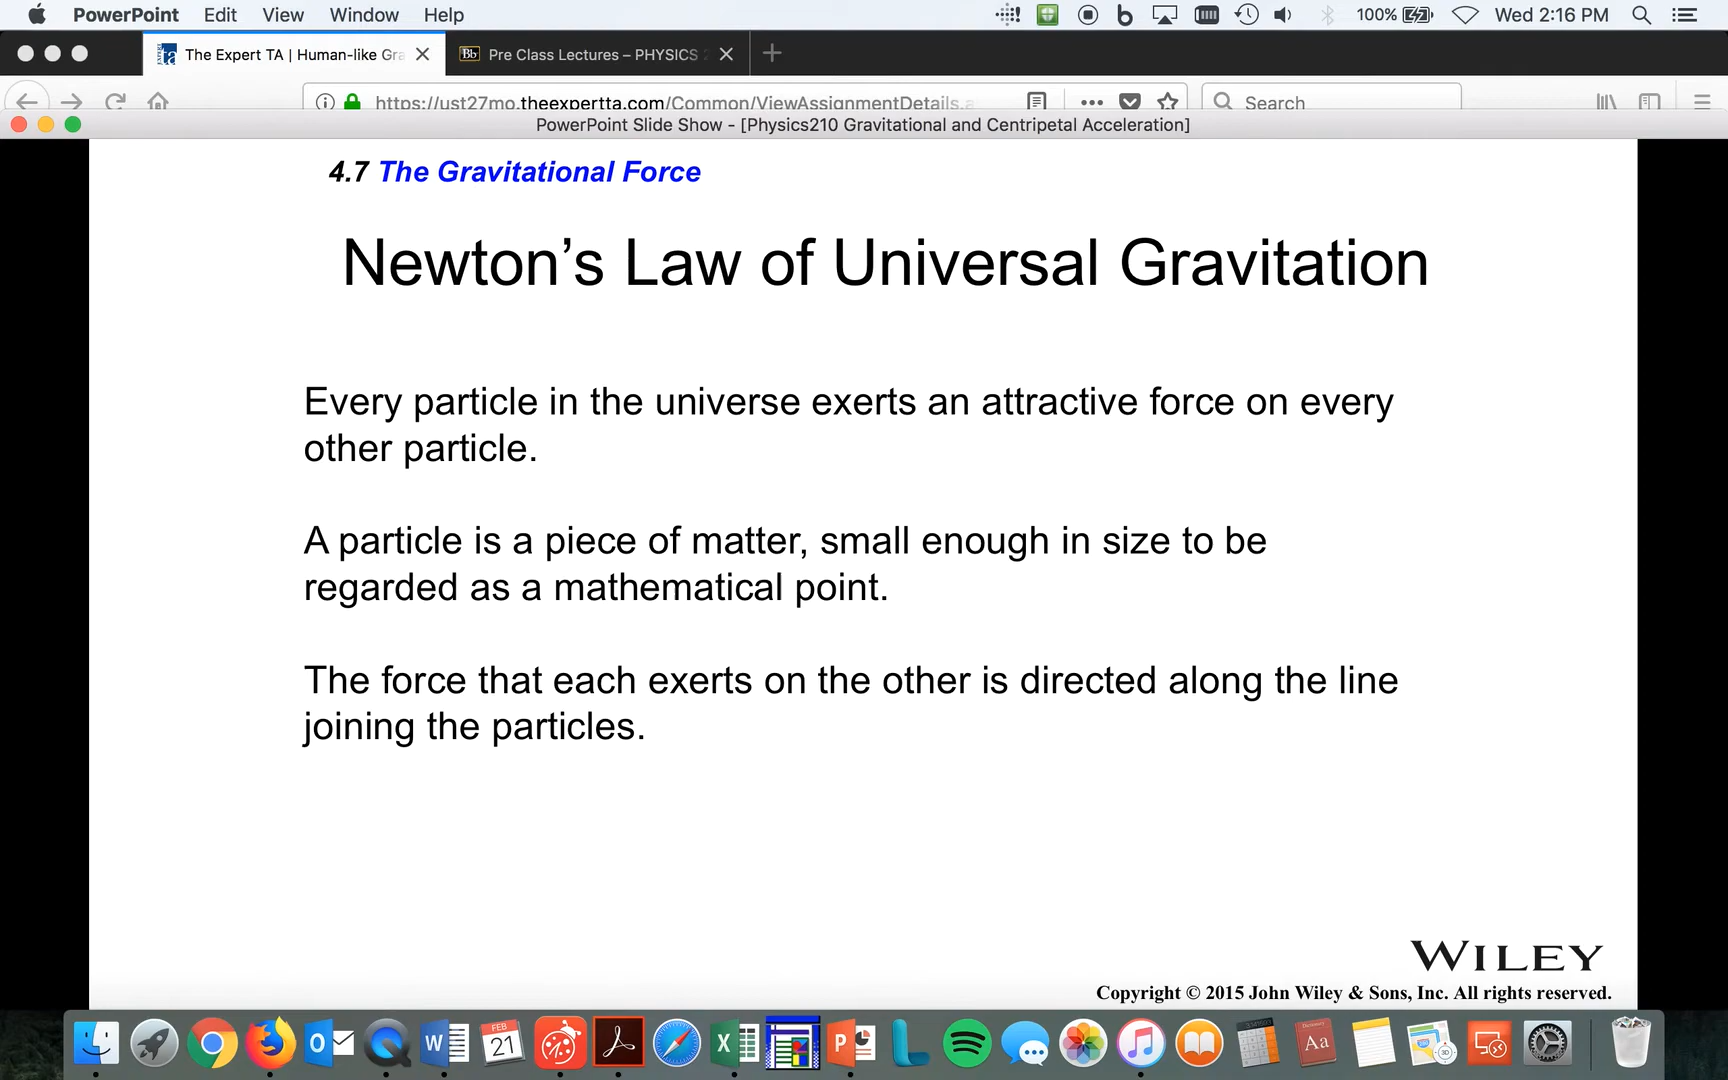 PowerPoint Edit View Window Help 100% Wed 2:16 PM
The Expert TA | Human-like Gra Pre Class Lectures – PHYSICS 2
https://ust27mo.theexpertta.com/Common/ViewAssignmentDetails.a Search
PowerPoint Slide Show - [Physics210 Gravitational and Centripetal Acceleration]
4.7 The Gravitational Force
Newton’s Law of Universal Gravitation
Every particle in the universe exerts an attractive force on every
other particle.
A particle is a piece of matter, small enough in size to be
regarded as a mathematical point.
The force that each exerts on the other is directed along the line
joining the particles.
WILEY
Copyright © 2015 John Wiley & Sons, Inc. All rights reserved.
FEB
21